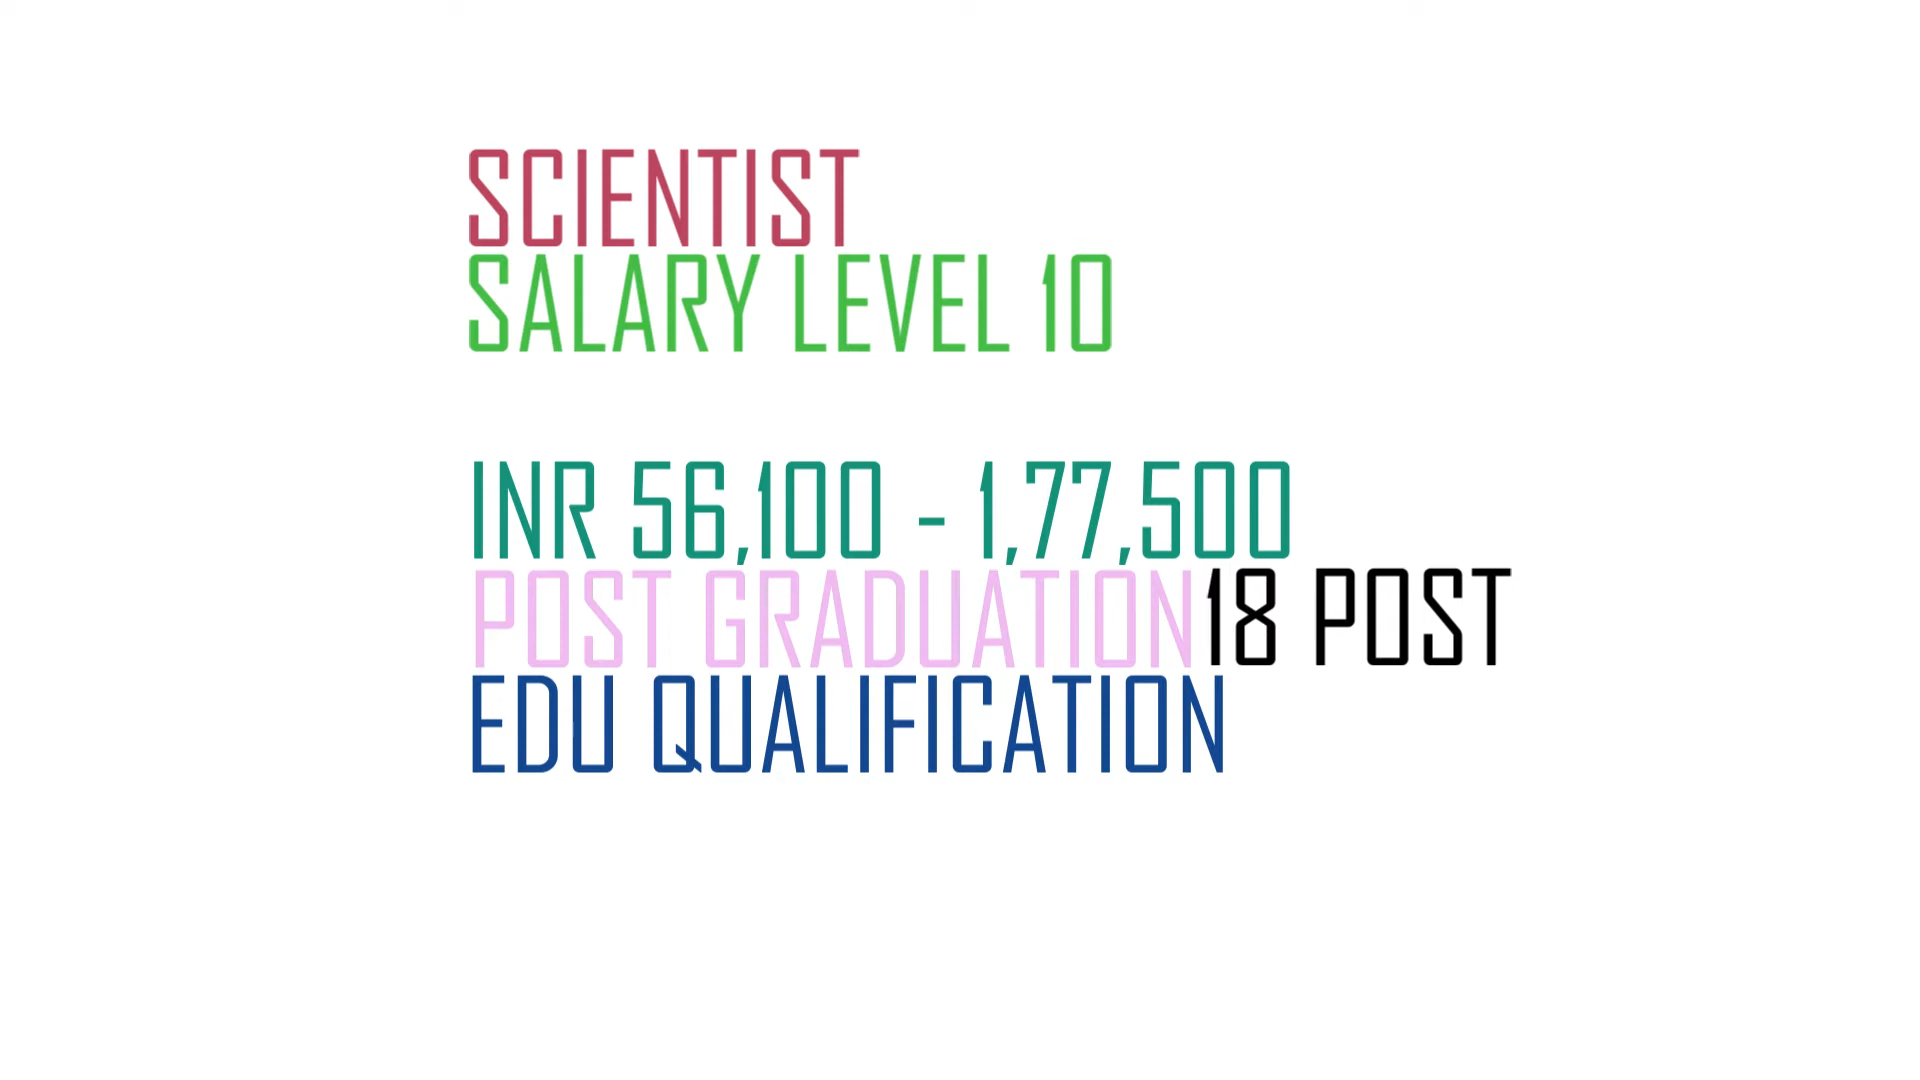 SCIENTIST
SALARY LEVEL 10
INR 56,100 - 1,77,500
POST GRADUATION 18 POST
EDU QUALIFICATION